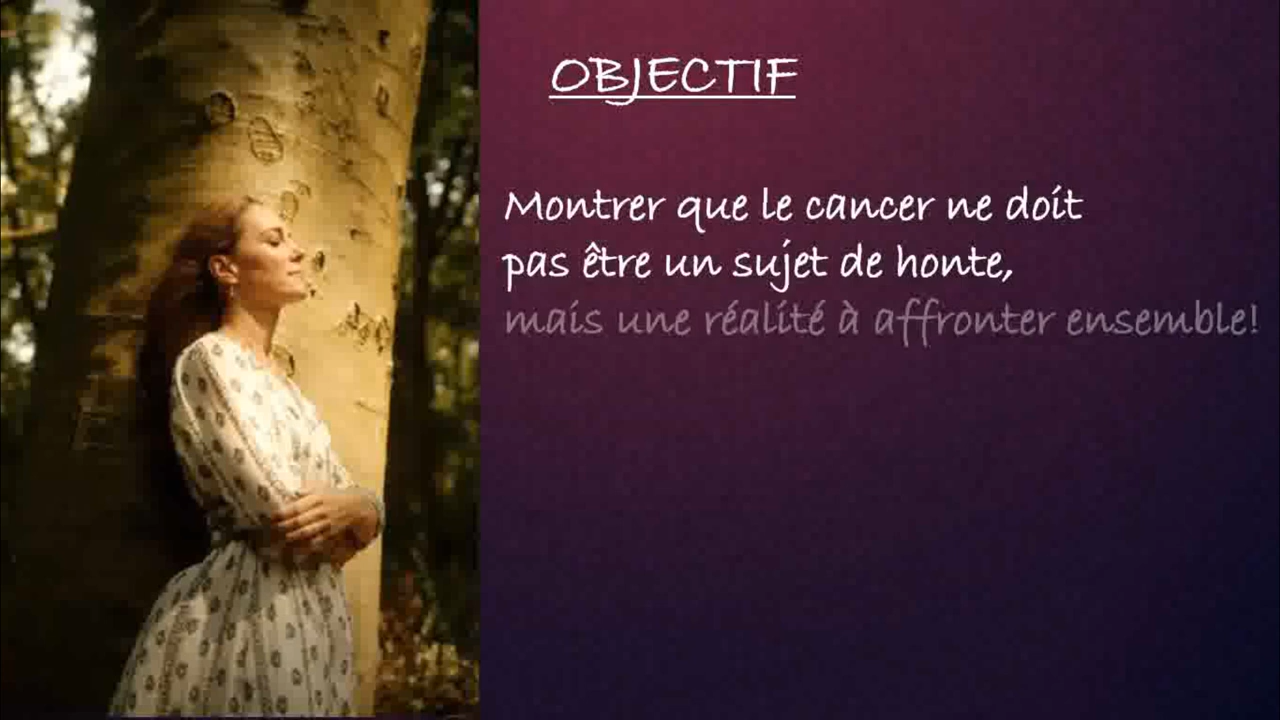 OBJECTIF
Montrer que le cancer ne doit
pas être un sujet de honte,
mais une réalité à affronter ensemble!